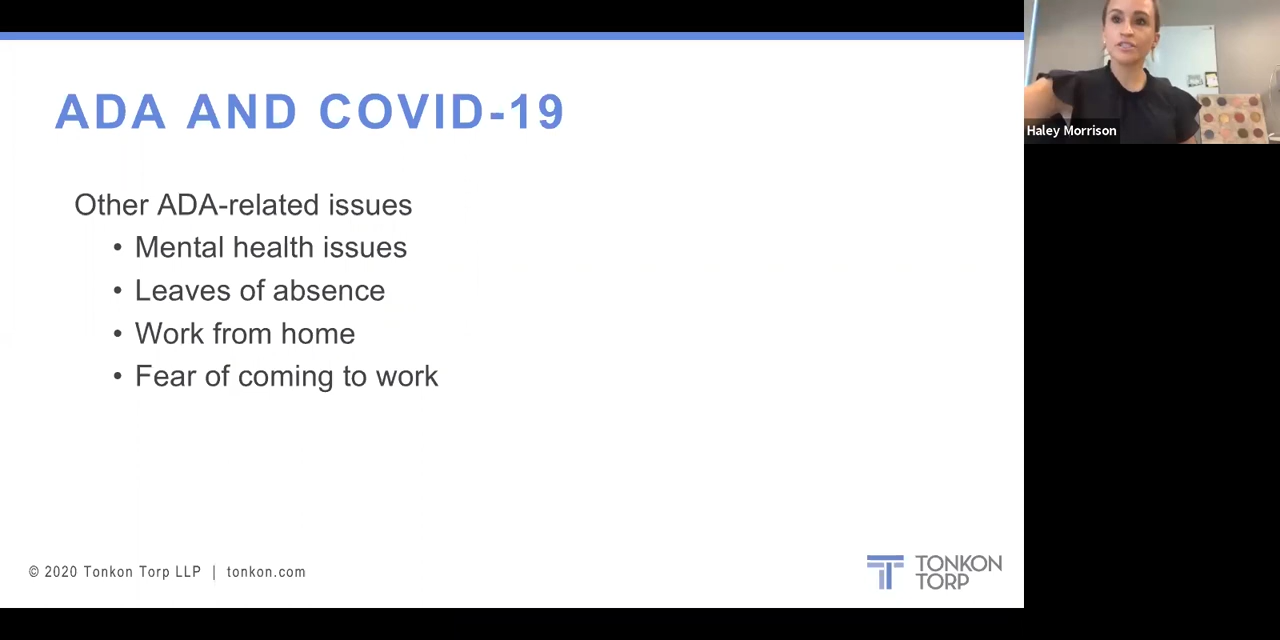 ADA AND COVID-19
Other ADA-related issues
• Mental health issues
• Leaves of absence
• Work from home
• Fear of coming to work
© 2020 Tonkon Torp LLP | tonkon.com
TONKON
TORP
Haley Morrison